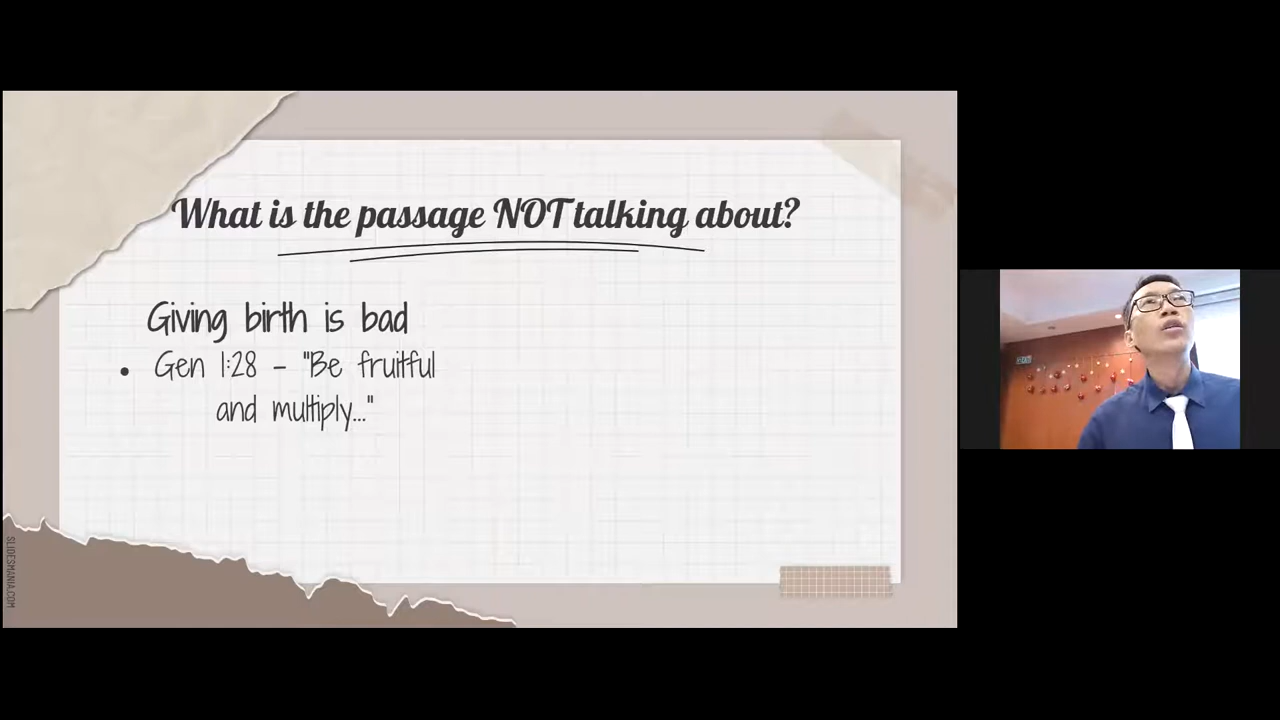 What is the passage NOT talking about?
Giving birth is bad
• Gen 1:28 - "Be fruitful
and multiply..."
SLIDESMANIA.COM